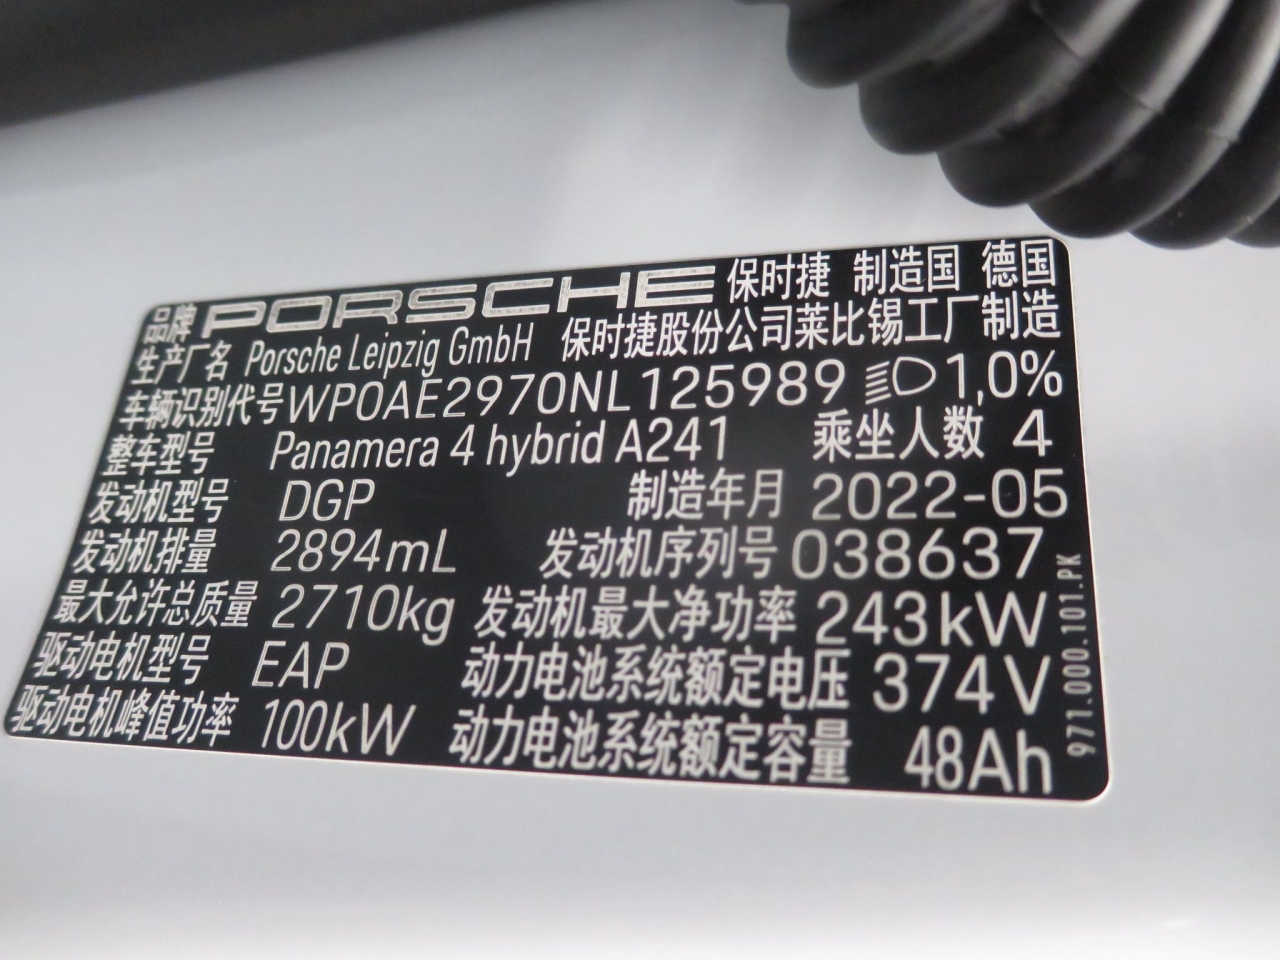 品牌 PORSCHE 保时捷 制造国 德国
生产厂名 Porsche Leipzig GmbH 保时捷股份公司莱比锡工厂制造
车辆识别代号 WP0AE2970NL125989 1,0%
整车型号 Panamera 4 hybrid A241 乘坐人数 4
发动机型号 DGP 制造年月 2022-05
发动机排量 2894mL 发动机序列号 038637
最大允许总质量 2710kg 发动机最大净功率 243kW
驱动电机型号 EAP 动力电池系统额定电压 374V
驱动电机峰值功率 100kW 动力电池系统额定容量 48Ah
971.000.101.PK